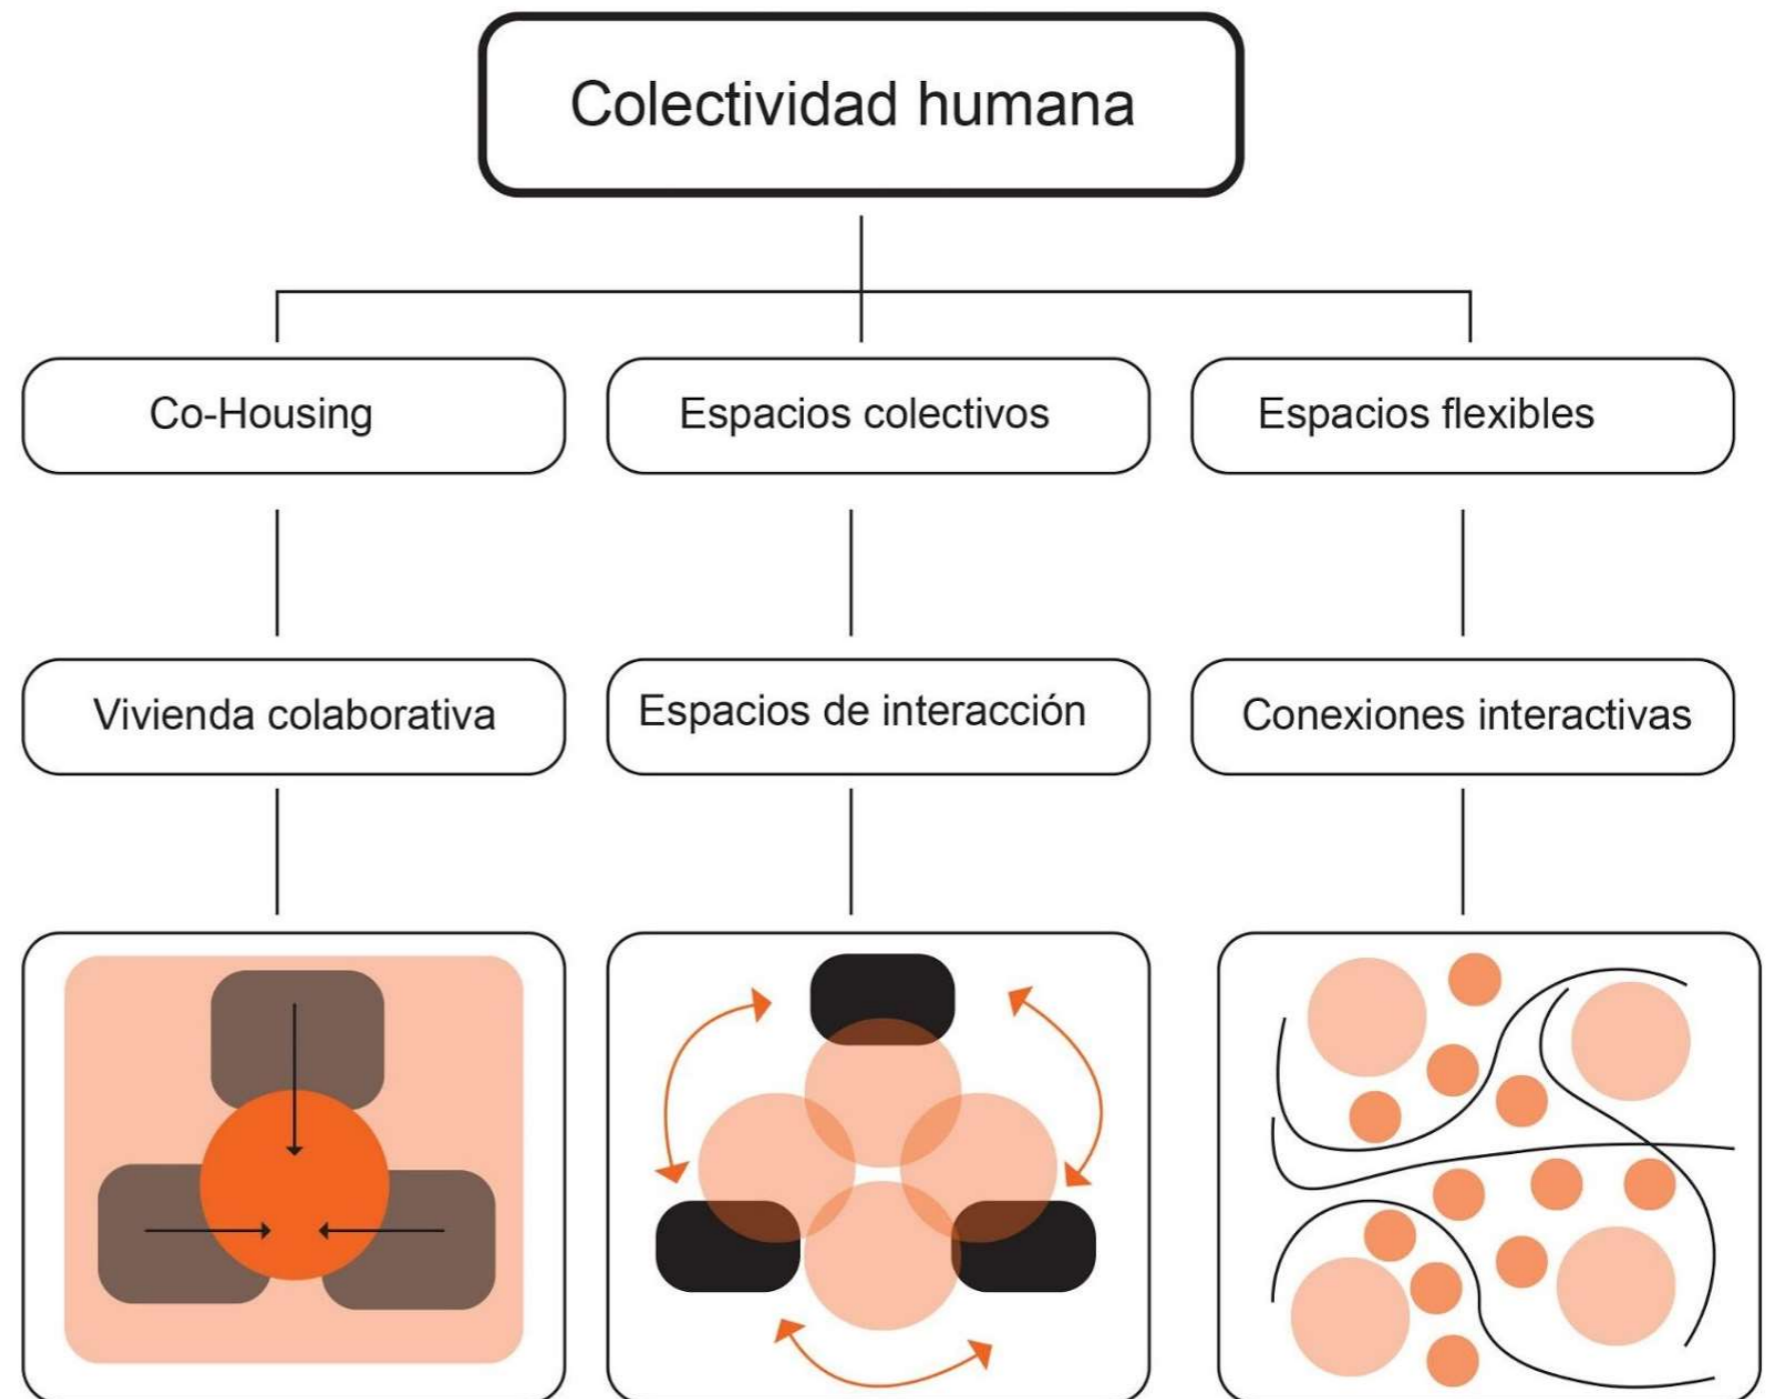 Colectividad humana
Co-Housing
Espacios colectivos
Espacios flexibles
Vivienda colaborativa
Espacios de interacción
Conexiones interactivas